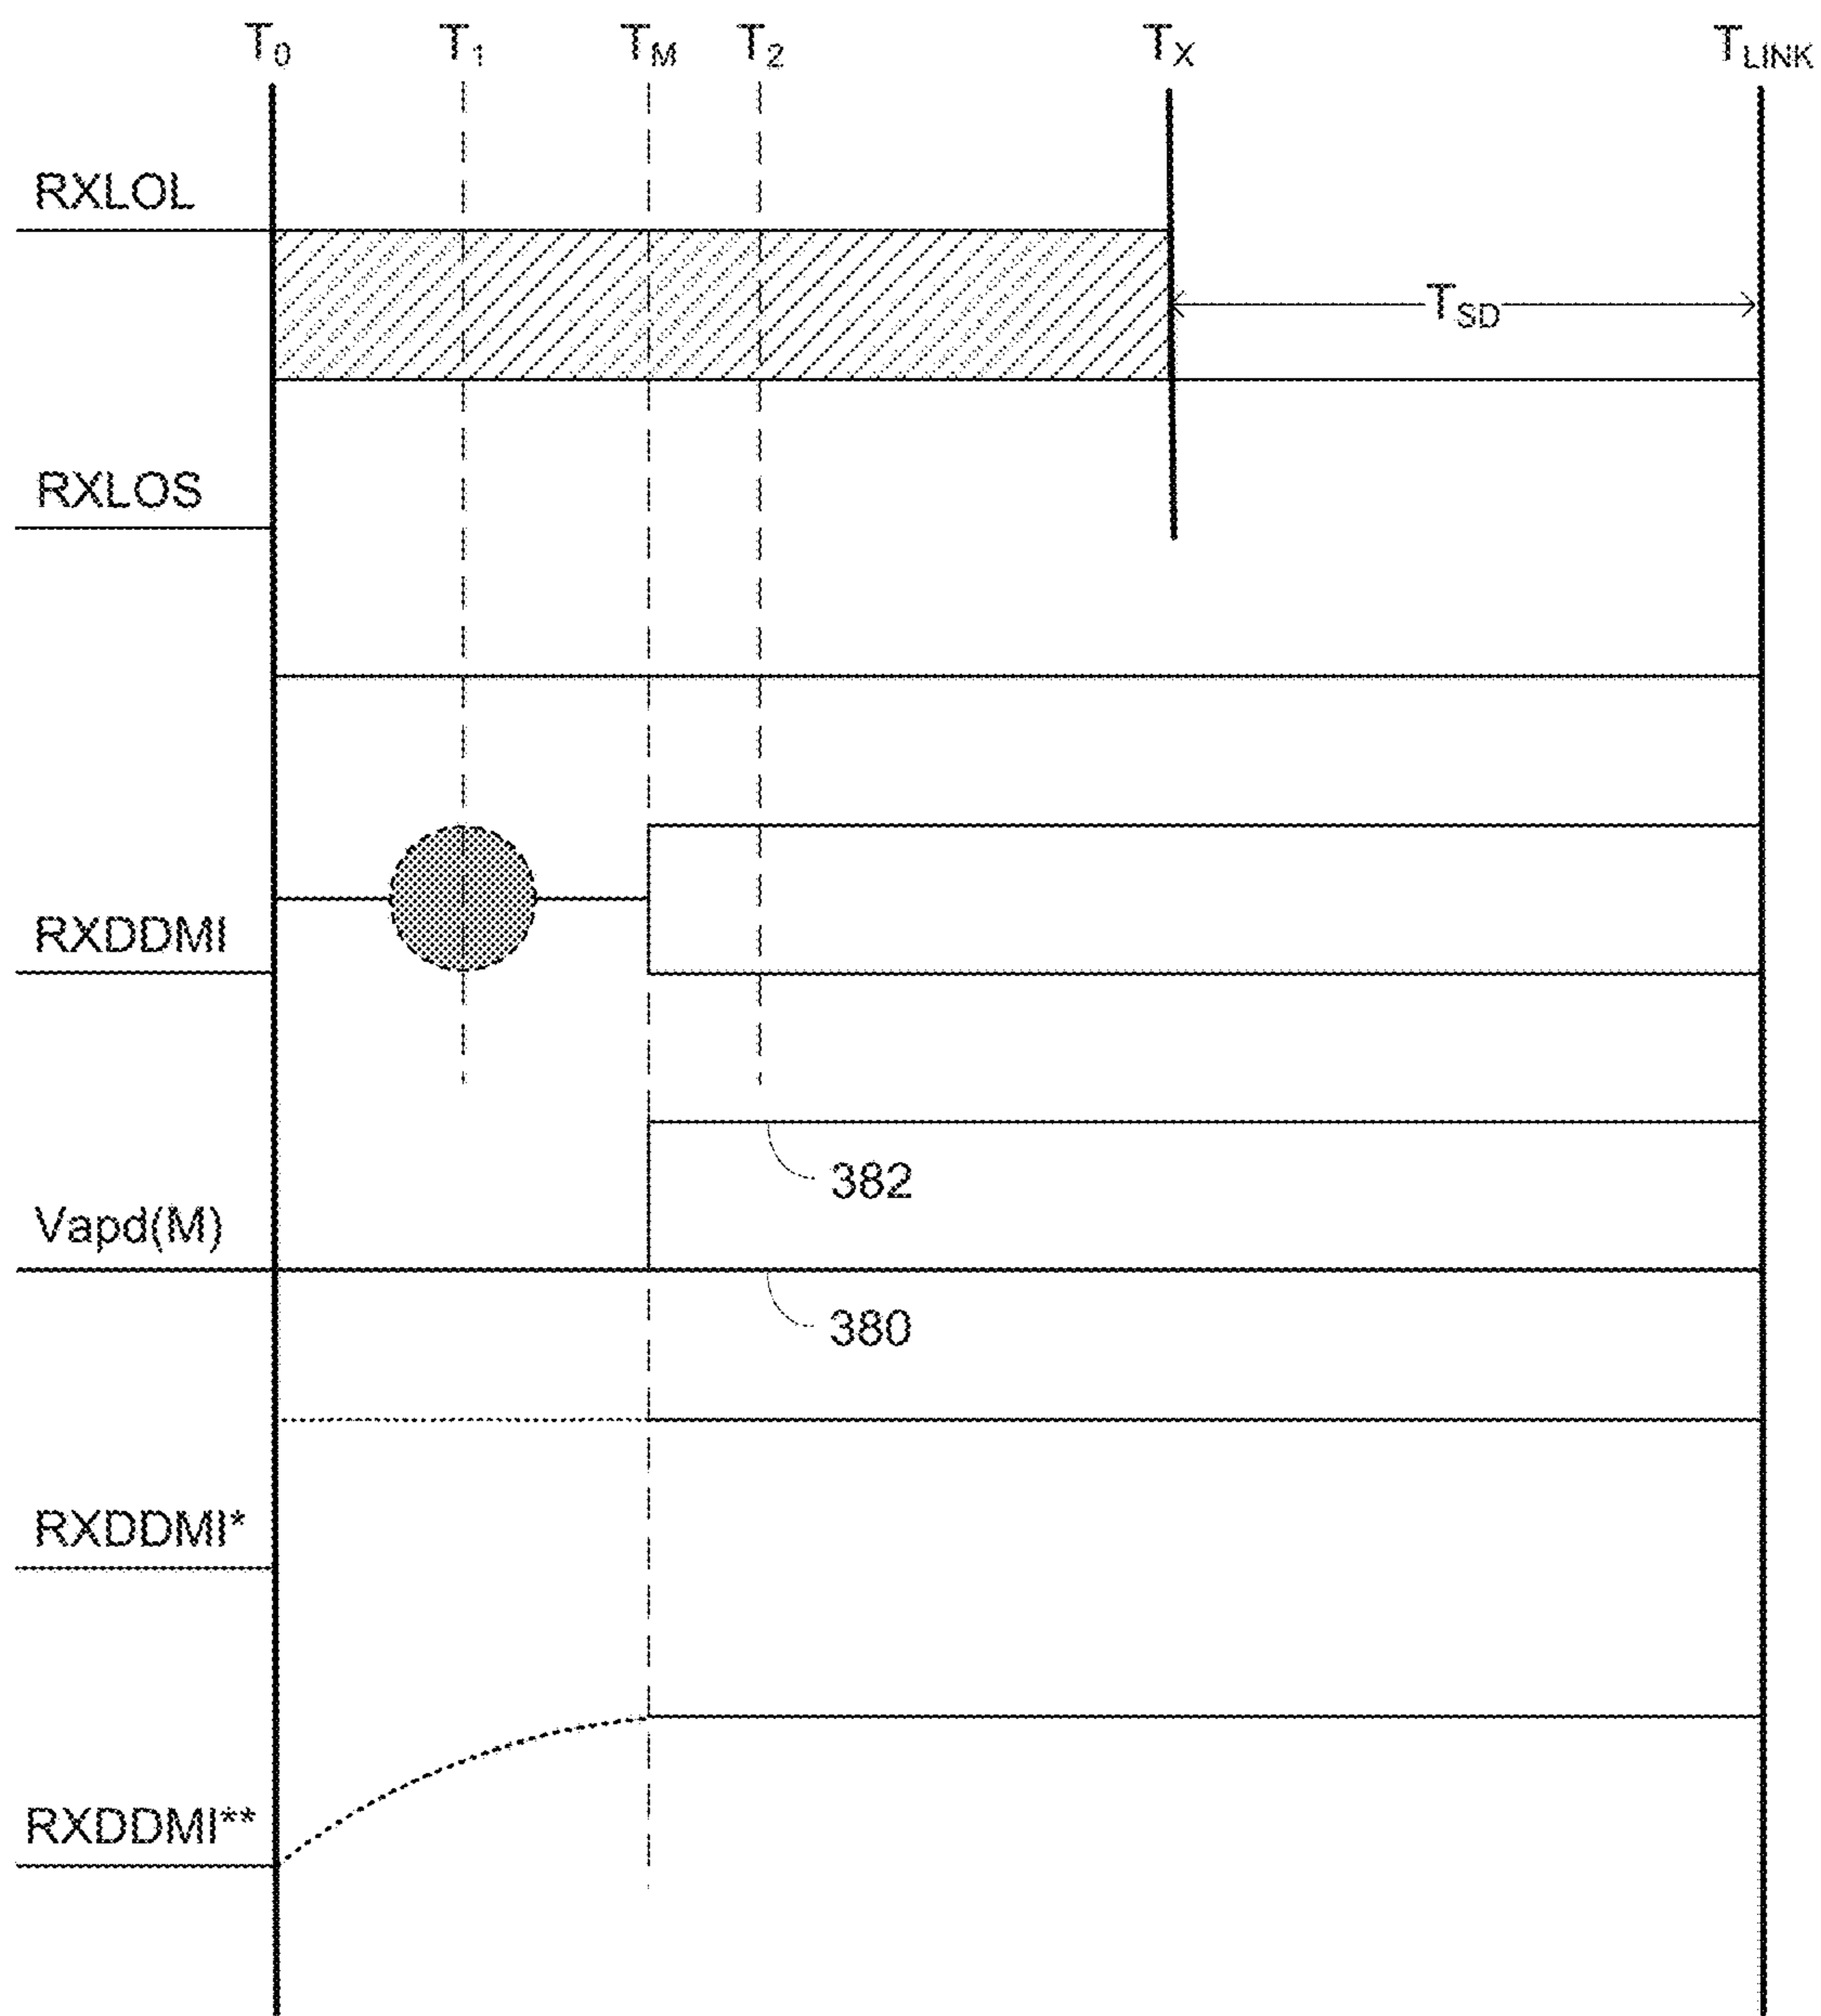 T0 T1 TM T2 TX TLINK
RXLOL
TSD
RXLOS
RXDDMI
382
Vapd(M)
380
RXDDMI*
RXDDMI**